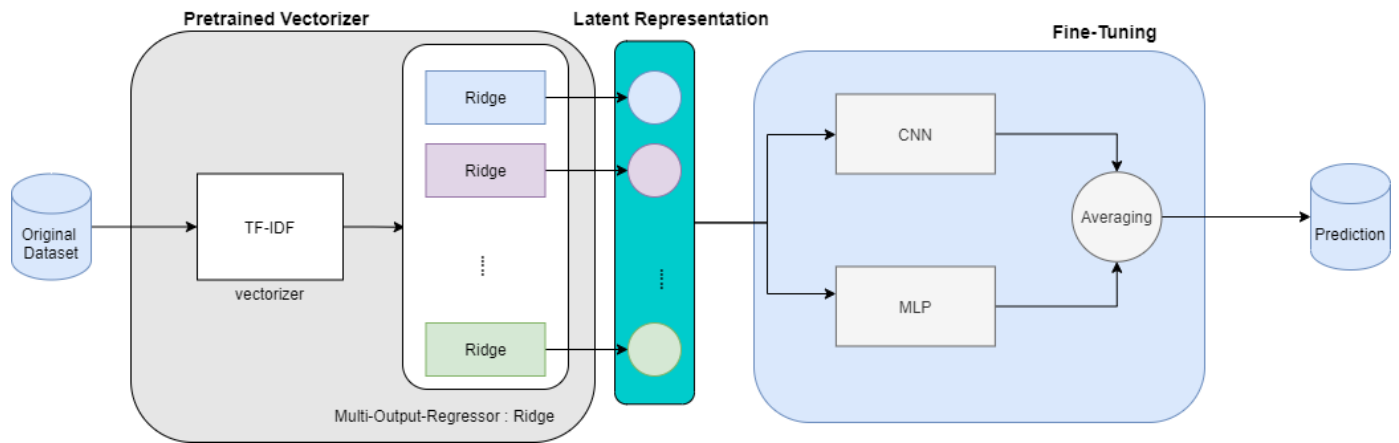 Pretrained Vectorizer
Latent Representation
Fine-Tuning
Ridge
Ridge
Ridge
Original
Dataset
TF-IDF
vectorizer
Multi-Output-Regressor : Ridge
CNN
MLP
Averaging
Prediction